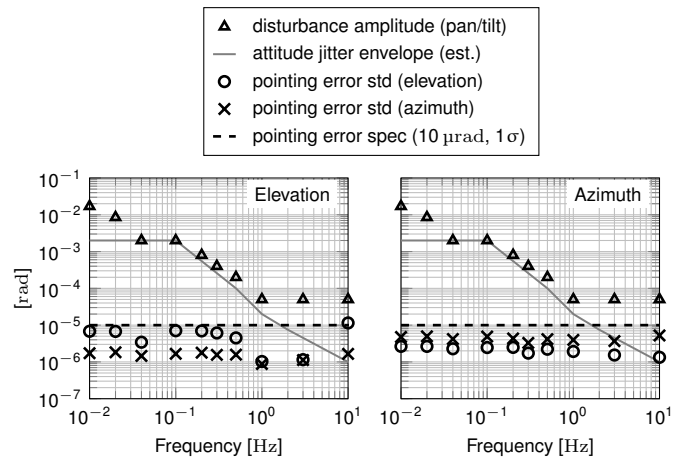 disturbance amplitude (pan/tilt)
attitude jitter envelope (est.)
pointing error std (elevation)
pointing error std (azimuth)
pointing error spec (10 µrad, 1σ)
Elevation
Azimuth
[rad]
10⁻¹
10⁻²
10⁻³
10⁻⁴
10⁻⁵
10⁻⁶
10⁻⁷
10⁻² 10⁻¹ 10⁰ 10¹
10⁻² 10⁻¹ 10⁰ 10¹
Frequency [Hz]
Frequency [Hz]